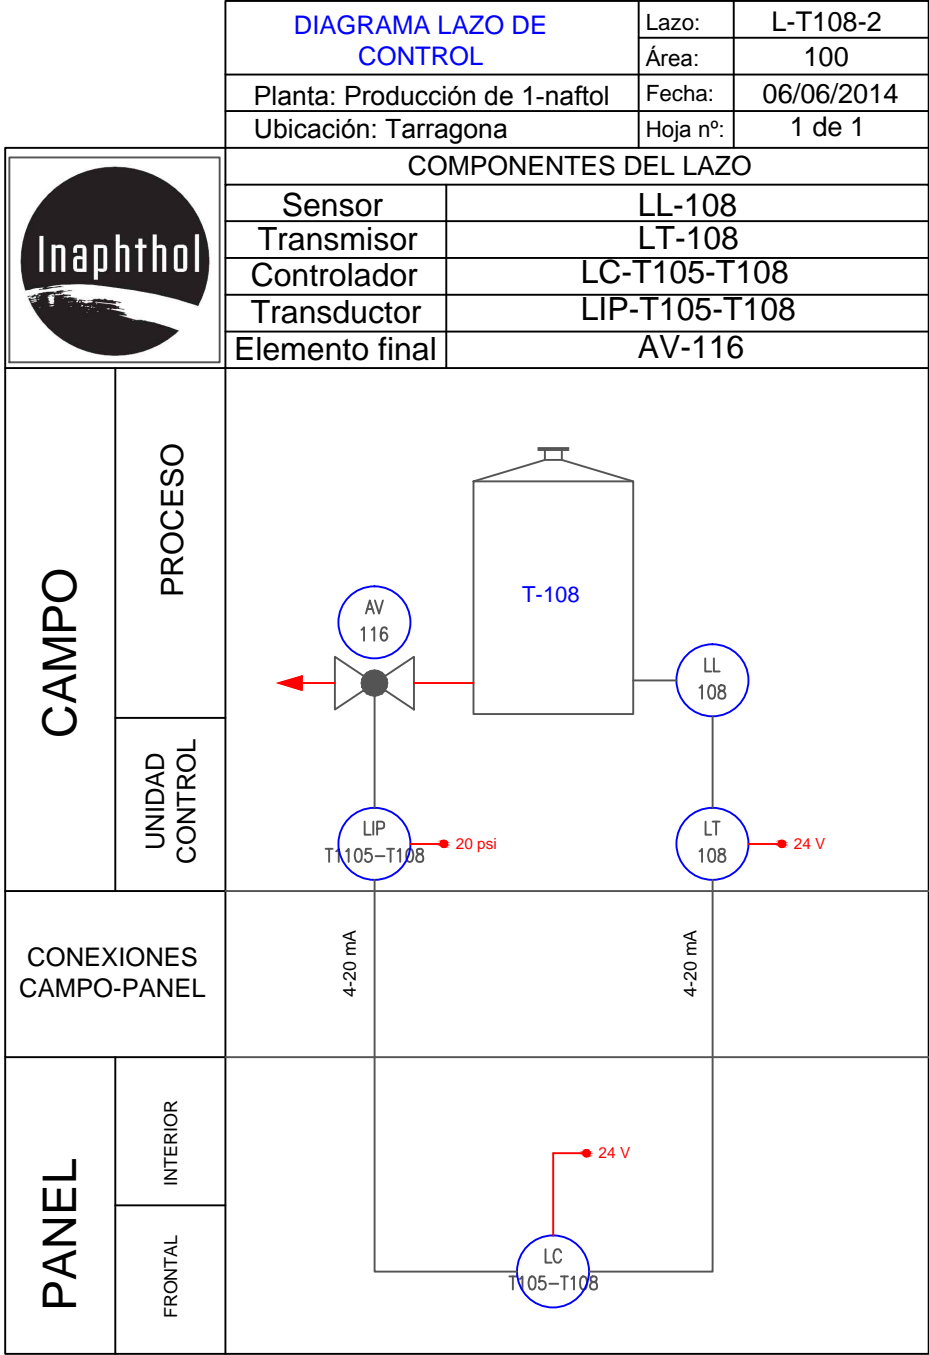 DIAGRAMA LAZO DE
CONTROL
Lazo: L-T108-2
Área: 100
Planta: Producción de 1-naftol
Fecha: 06/06/2014
Ubicación: Tarragona
Hoja nº: 1 de 1
Inaphthol
COMPONENTES DEL LAZO
Sensor LL-108
Transmisor LT-108
Controlador LC-T105-T108
Transductor LIP-T105-T108
Elemento final AV-116
CAMPO
PROCESO
T-108
AV
116
LL
108
UNIDAD
CONTROL
LIP
T1105-T108
20 psi
LT
108
24 V
CONEXIONES
CAMPO-PANEL
4-20 mA
4-20 mA
PANEL
INTERIOR
24 V
FRONTAL
LC
T105-T108